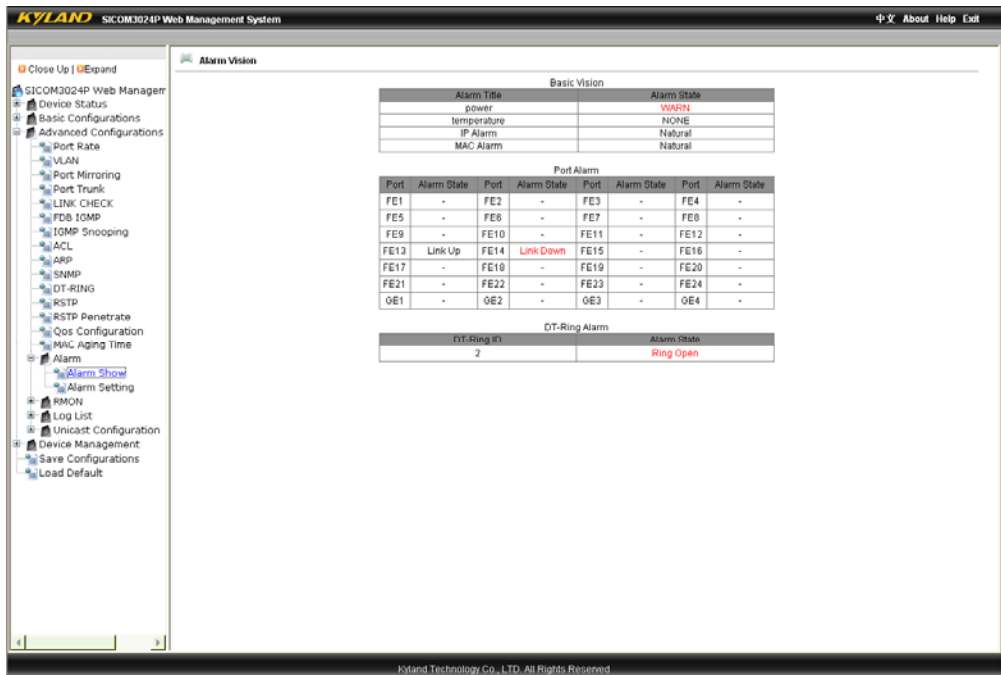 KYLAND SICOM3024P Web Management System
中文 About Help Exit
Close Up | Expand
SICOM3024P Web Managem
Device Status
Basic Configurations
Advanced Configurations
Port Rate
VLAN
Port Mirroring
Port Trunk
LINK CHECK
FDB IGMP
IGMP Snooping
ACL
ARP
SNMP
DT-RING
RSTP
RSTP Penetrate
Qos Configuration
MAC Aging Time
Alarm
Alarm Show
Alarm Setting
RMON
Log List
Unicast Configuration
Device Management
Save Configurations
Load Default
Alarm Vision
Basic Vision
Alarm Title Alarm State
power WARN
temperature NONE
IP Alarm Natural
MAC Alarm Natural
Port Alarm
Port Alarm State Port Alarm State Port Alarm State Port Alarm State
FE1 - FE2 - FE3 - FE4 -
FE5 - FE6 - FE7 - FE8 -
FE9 - FE10 - FE11 - FE12 -
FE13 Link Up FE14 Link Down FE15 - FE16 -
FE17 - FE18 - FE19 - FE20 -
FE21 - FE22 - FE23 - FE24 -
GE1 - GE2 - GE3 - GE4 -
DT-Ring Alarm
DT-Ring ID Alarm State
2 Ring Open
Kyland Technology Co., LTD. All Rights Reserved